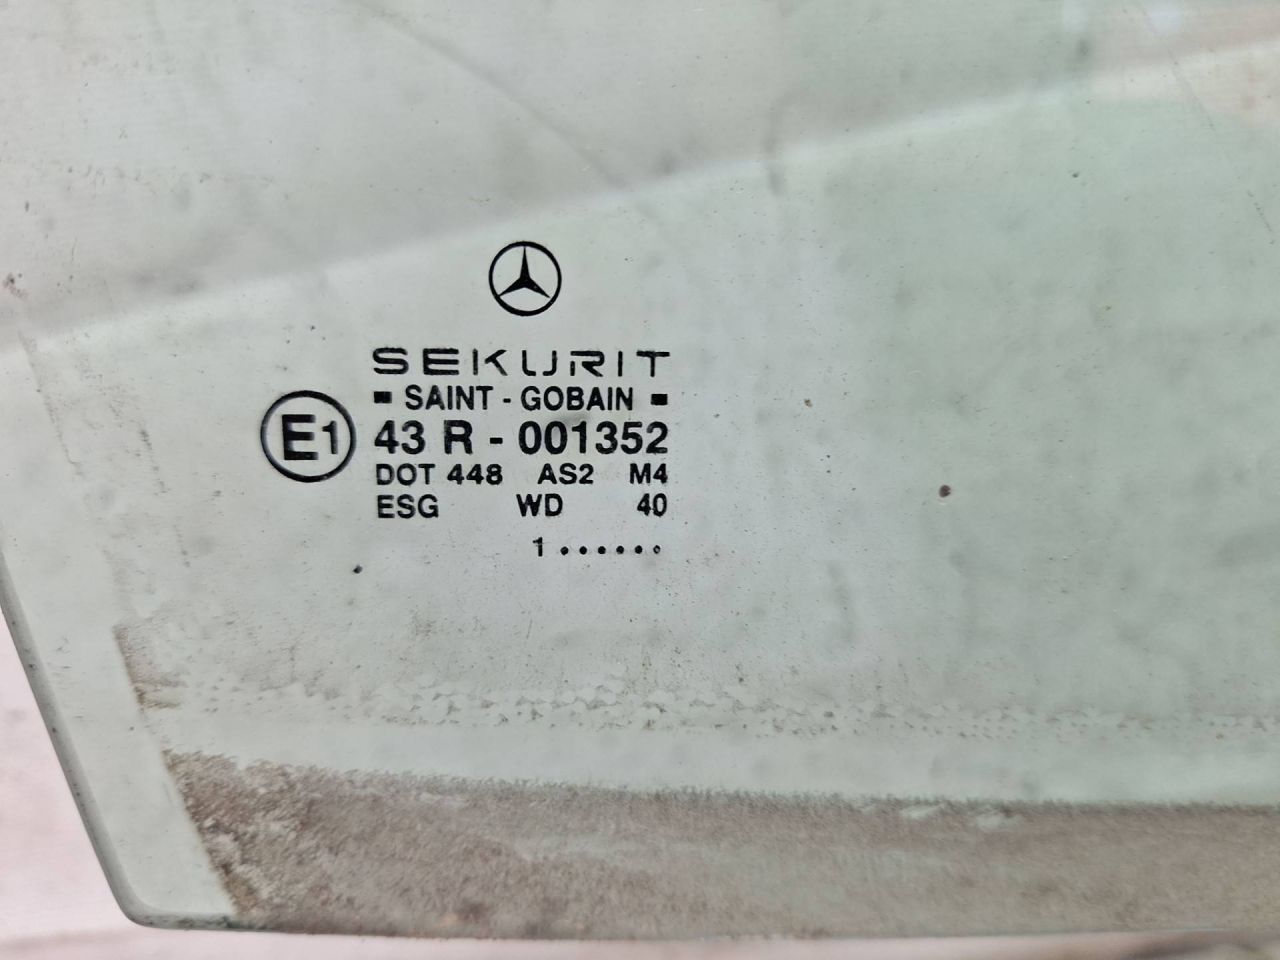 SEKURIT
▪ SAINT - GOBAIN ▪
E1 43 R - 001352
DOT 448 AS2 M4
ESG WD 40
1 . . . . . .